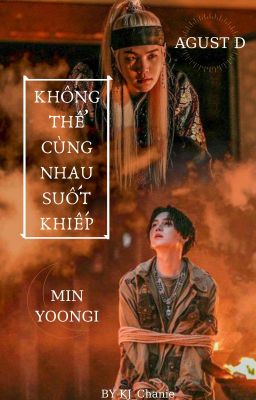 AGUST D
KHÔNG
THỂ
CÙNG
NHAU
SUỐT
KHIẾP
MIN
YOONGI
BY KJ_Chanie